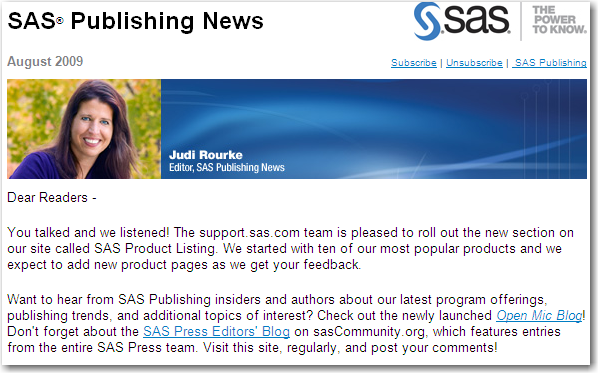 SAS® Publishing News
sas. THE POWER TO KNOW.
August 2009
Subscribe | Unsubscribe | SAS Publishing
Judi Rourke
Editor, SAS Publishing News
Dear Readers -
You talked and we listened! The support.sas.com team is pleased to roll out the new section on
our site called SAS Product Listing. We started with ten of our most popular products and we
expect to add new product pages as we get your feedback.
Want to hear from SAS Publishing insiders and authors about our latest program offerings,
publishing trends, and additional topics of interest? Check out the newly launched Open Mic Blog!
Don't forget about the SAS Press Editors' Blog on sasCommunity.org, which features entries
from the entire SAS Press team. Visit this site, regularly, and post your comments!